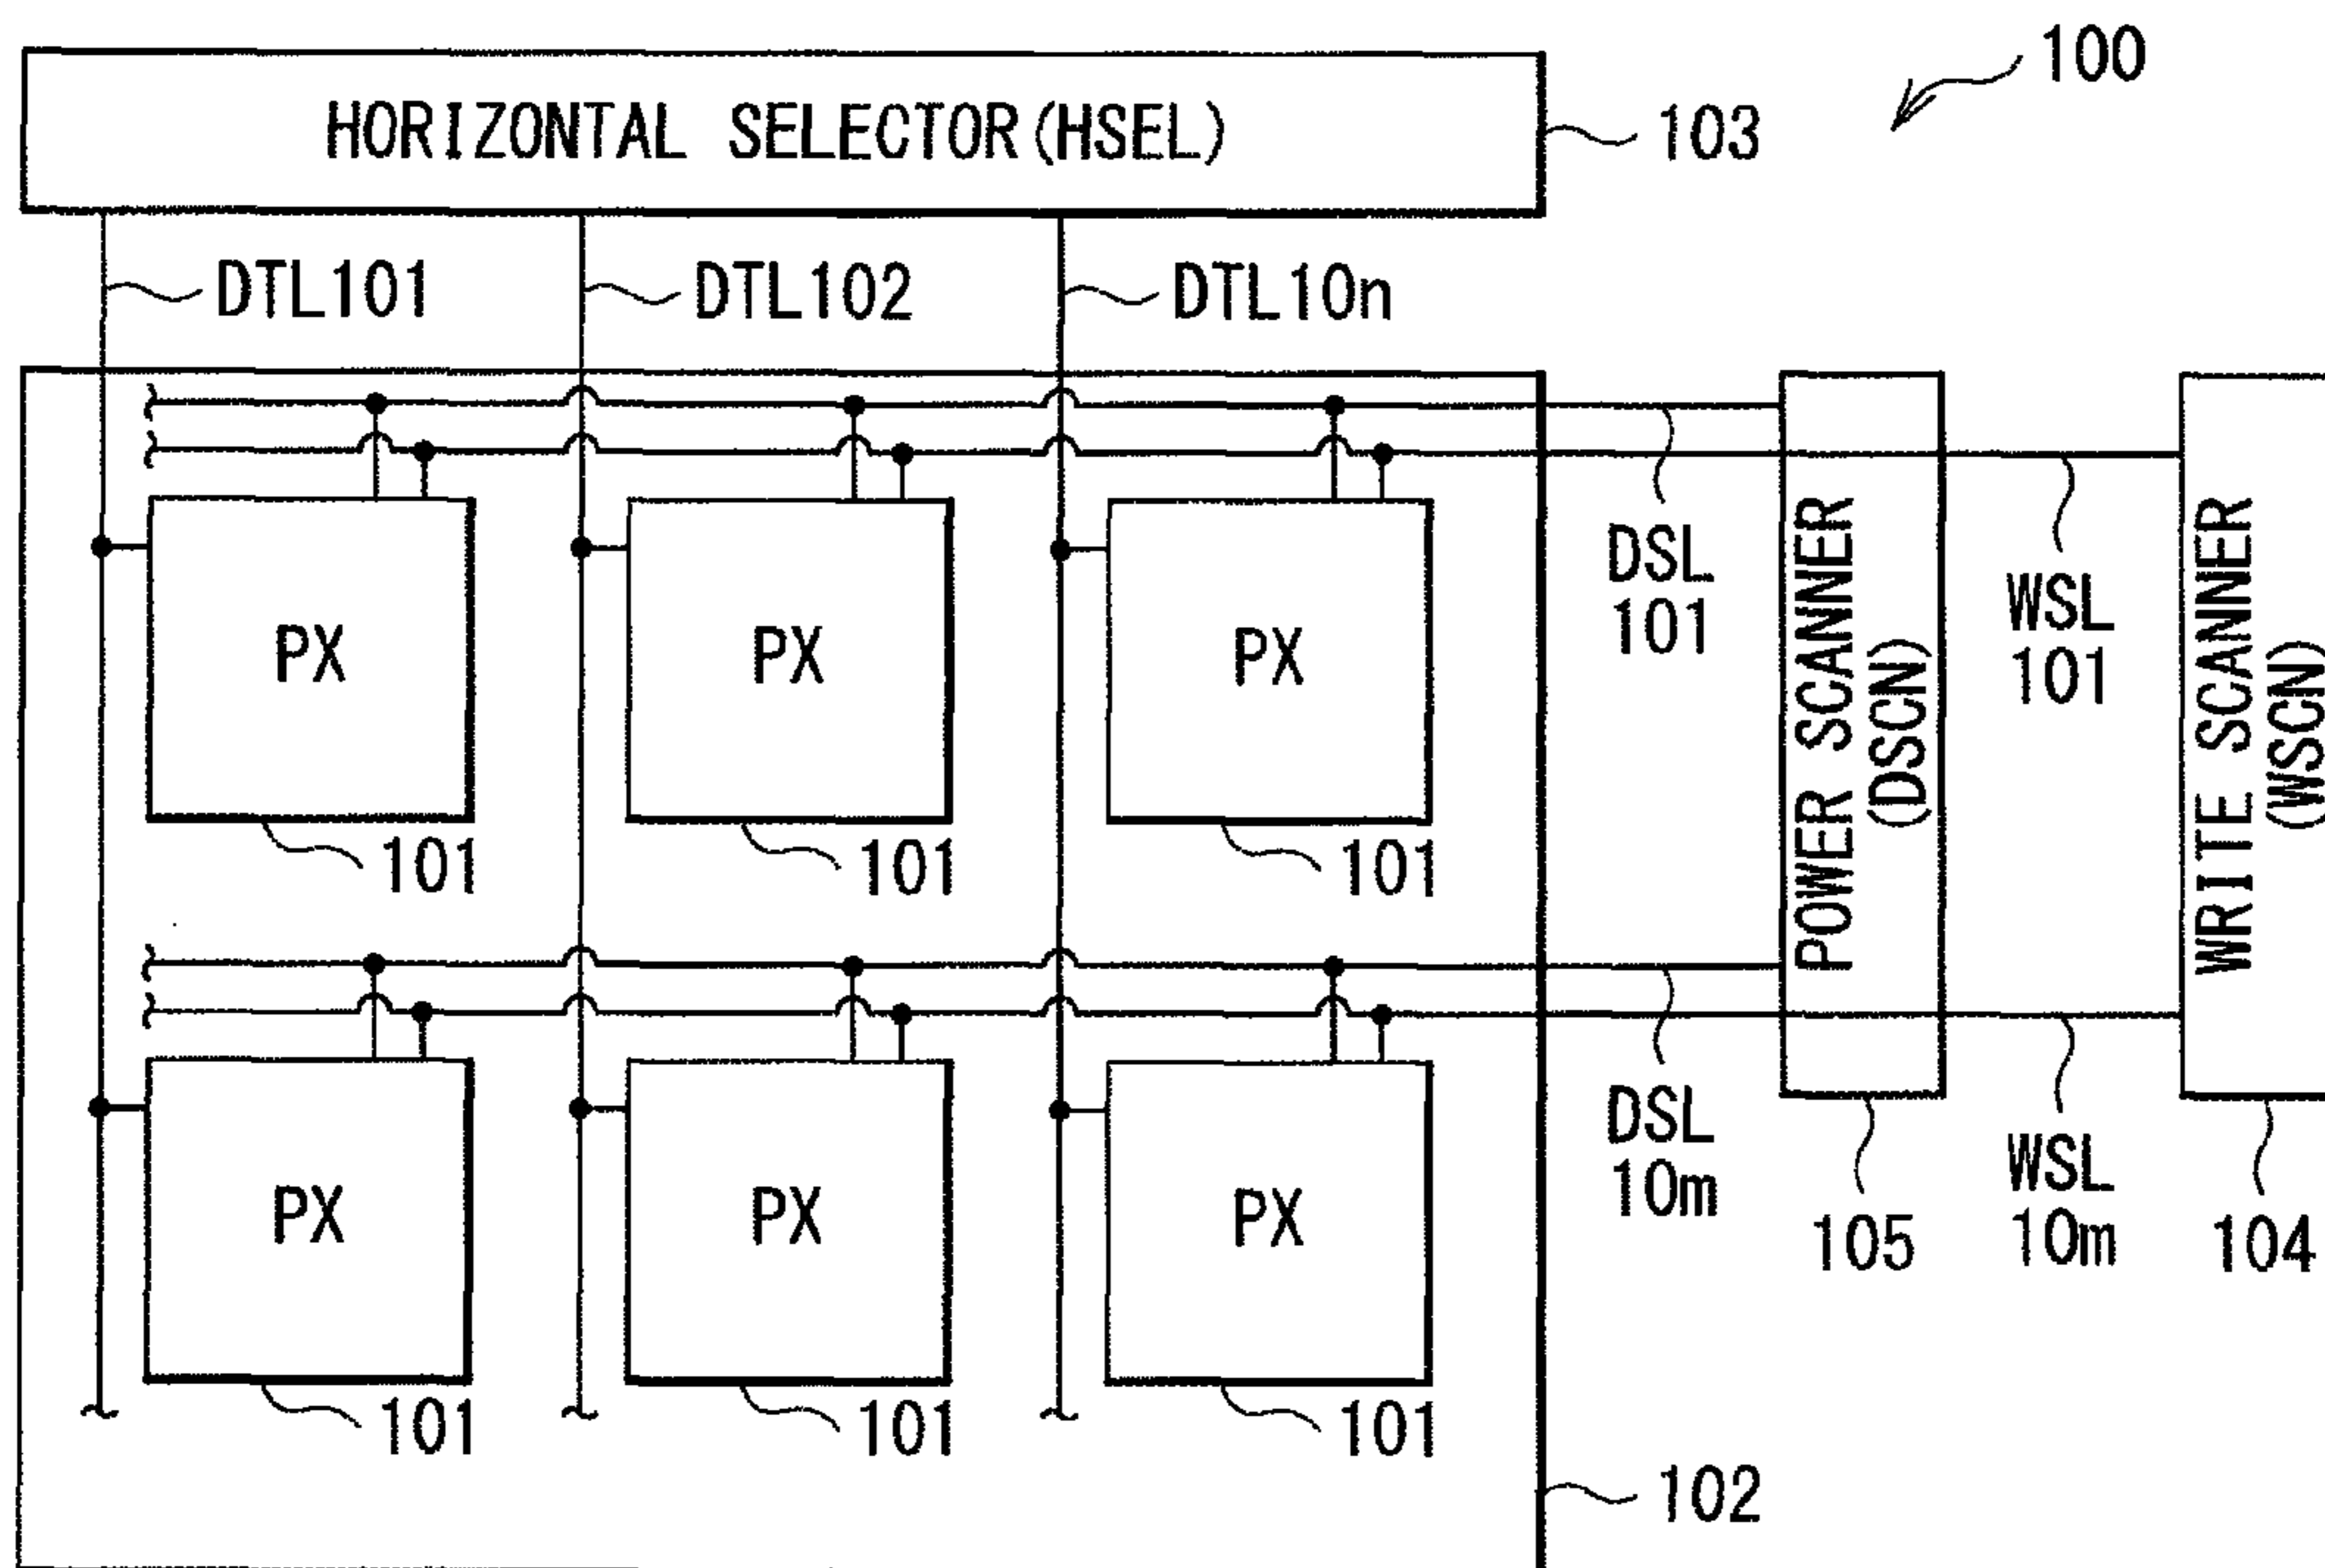 100
HORIZONTAL SELECTOR(HSEL)
103
DTL101
DTL102
DTL10n
DSL
101
POWER SCANNER
(DSCN)
WSL
101
WRITE SCANNER
(WSCN)
PX
PX
PX
101
101
101
DSL
10m
WSL
10m
105
104
PX
PX
PX
101
101
101
102